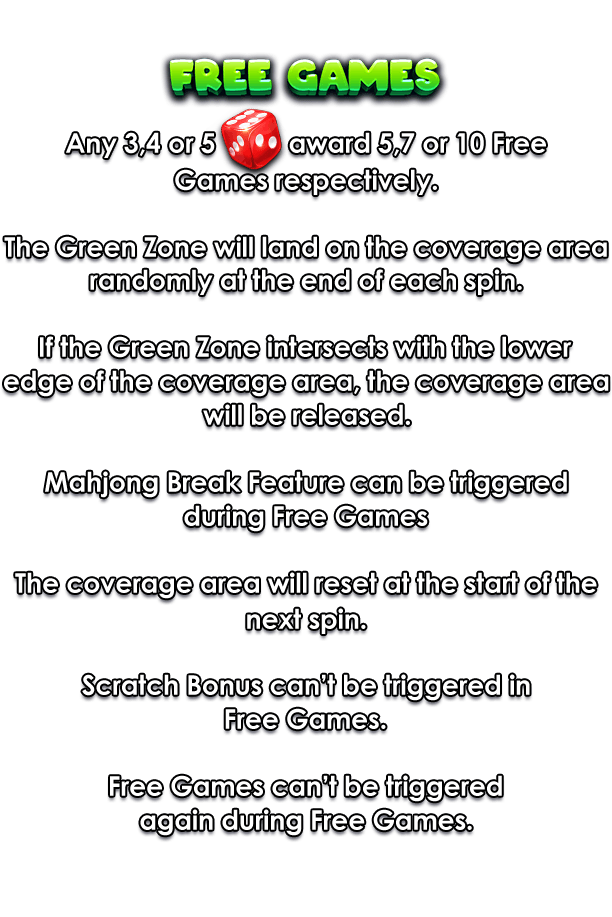 FREE GAMES
Any 3,4 or 5 award 5,7 or 10 Free
Games respectively.
The Green Zone will land on the coverage area
randomly at the end of each spin.
If the Green Zone intersects with the lower
edge of the coverage area, the coverage area
will be released.
Mahjong Break Feature can be triggered
during Free Games
The coverage area will reset at the start of the
next spin.
Scratch Bonus can't be triggered in
Free Games.
Free Games can't be triggered
again during Free Games.